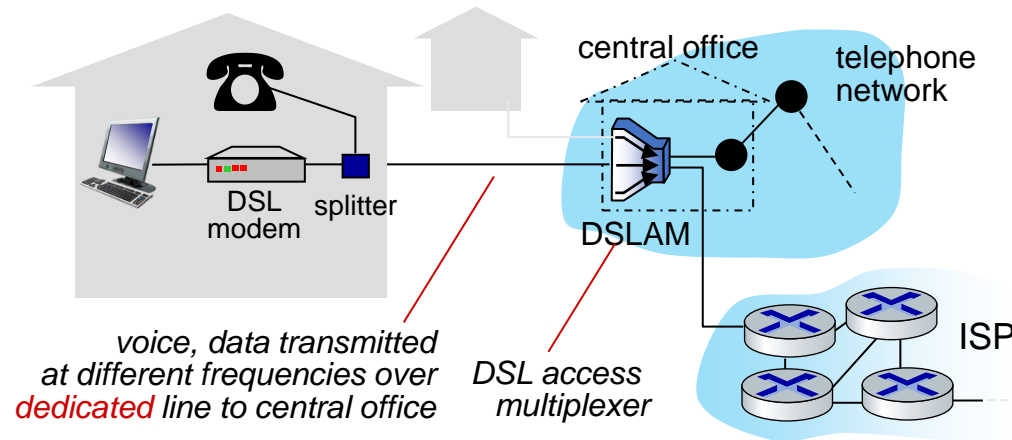 central office
telephone
network
DSL
modem
splitter
DSLAM
ISP
voice, data transmitted
at different frequencies over
dedicated line to central office
DSL access
multiplexer